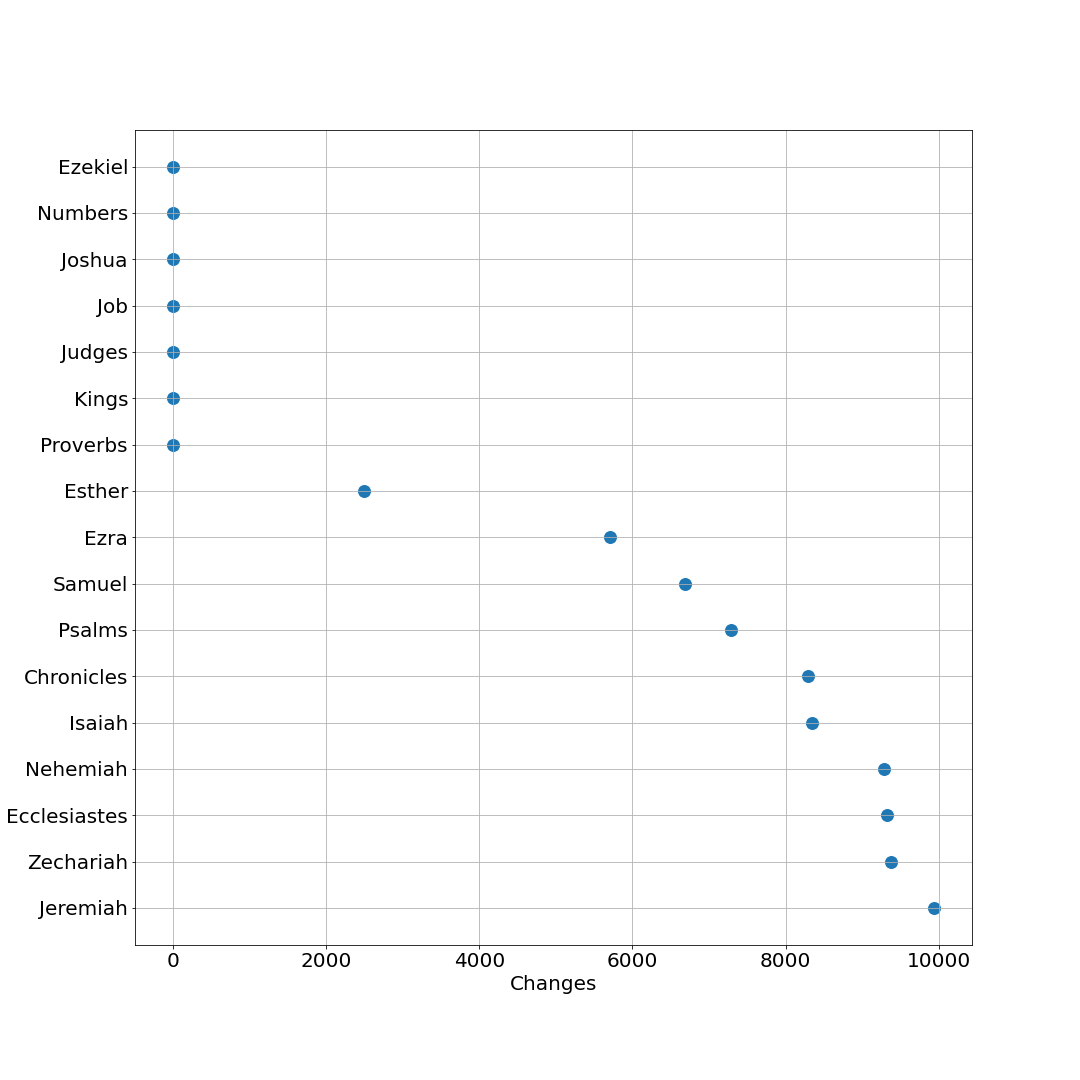 Ezekiel
Numbers
Joshua
Job
Judges
Kings
Proverbs
Esther
Ezra
Samuel
Psalms
Chronicles
Isaiah
Nehemiah
Ecclesiastes
Zechariah
Jeremiah
0 2000 4000 6000 8000 10000
Changes